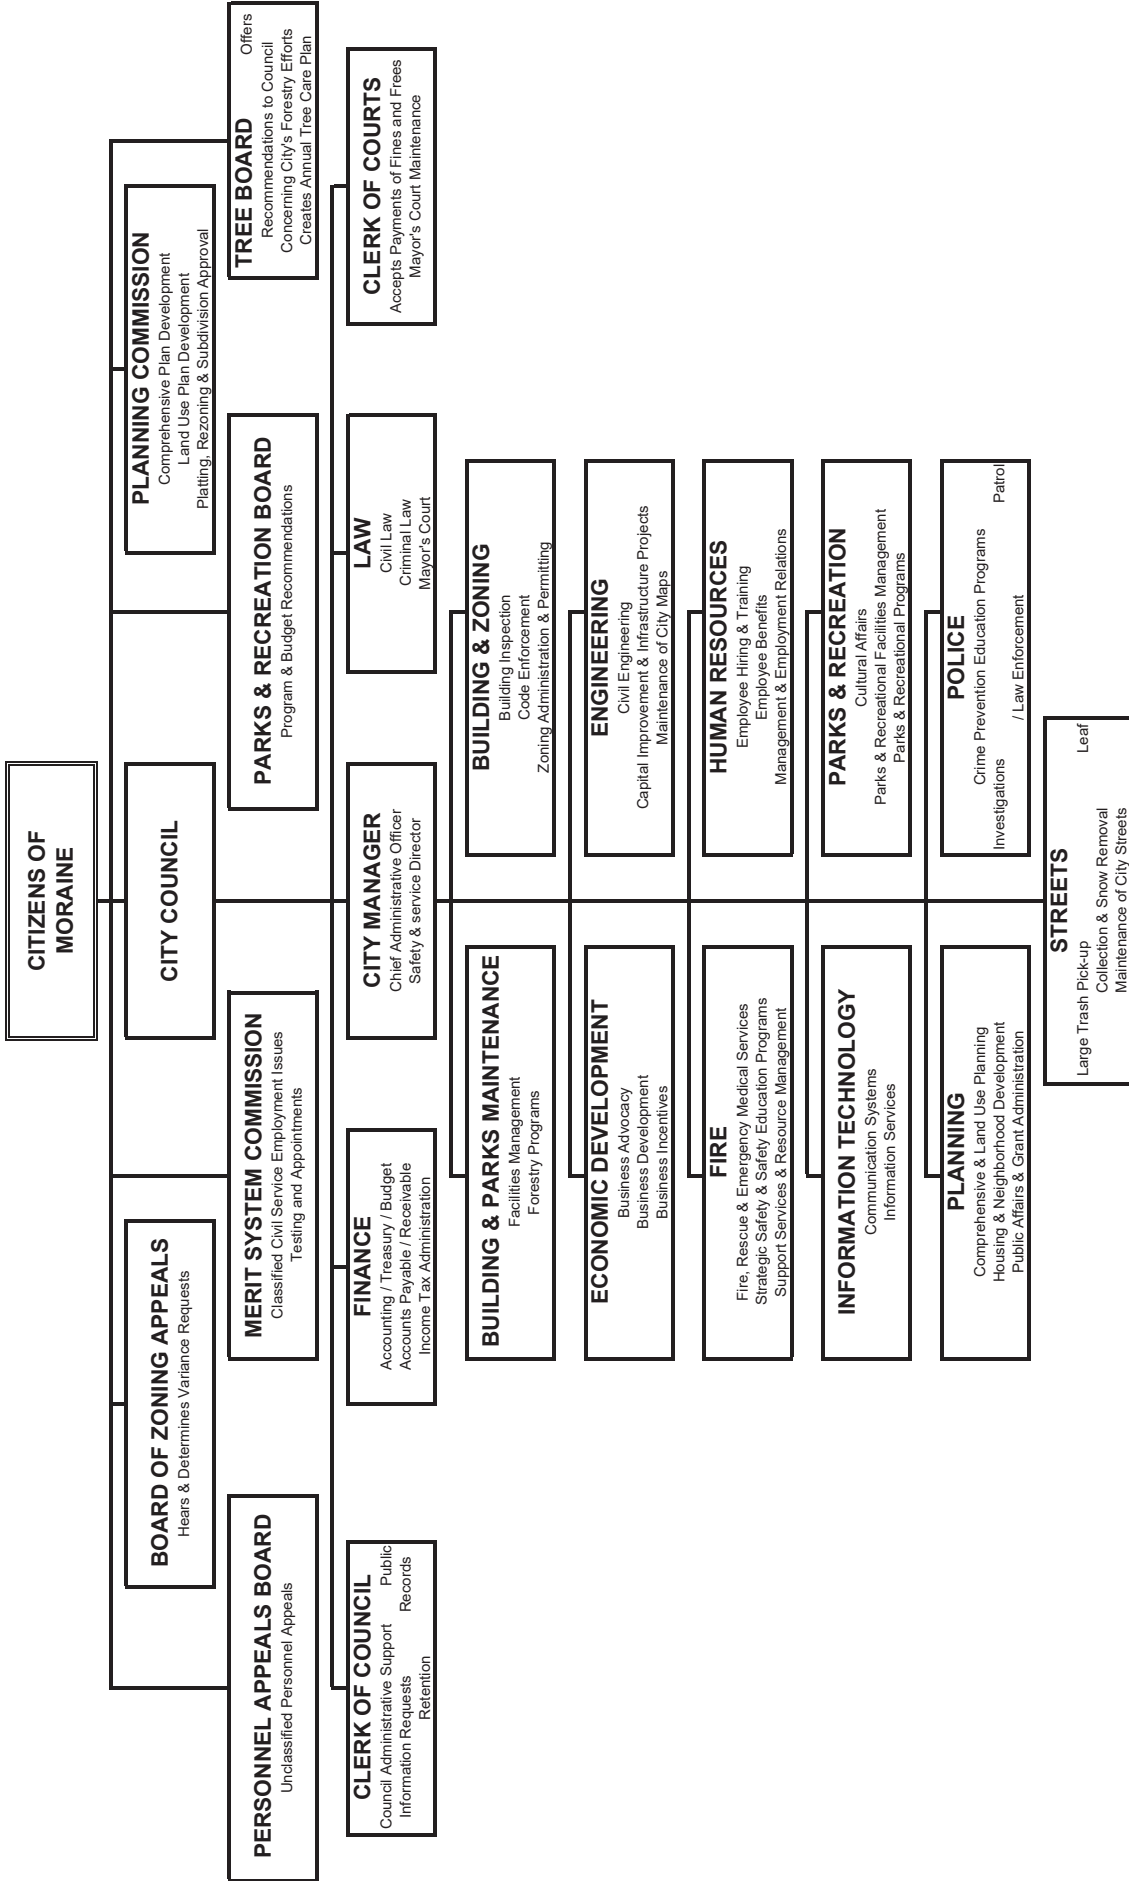 CITIZENS OF
MORAINE
BOARD OF ZONING APPEALS
Hears & Determines Variance Requests
CITY COUNCIL
PLANNING COMMISSION
Comprehensive Plan Development
Land Use Plan Development
Platting, Rezoning & Subdivision Approval
PERSONNEL APPEALS BOARD
Unclassified Personnel Appeals
MERIT SYSTEM COMMISSION
Classified Civil Service Employment Issues
Testing and Appointments
PARKS & RECREATION BOARD
Program & Budget Recommendations
TREE BOARD
Offers
Recommendations to Council
Concerning City's Forestry Efforts
Creates Annual Tree Care Plan
CLERK OF COUNCIL
Council Administrative Support Public
Information Requests Records
Retention
FINANCE
Accounting / Treasury / Budget
Accounts Payable / Receivable
Income Tax Administration
CITY MANAGER
Chief Administrative Officer
Safety & service Director
LAW
Civil Law
Criminal Law
Mayor's Court
CLERK OF COURTS
Accepts Payments of Fines and Frees
Mayor's Court Maintenance
BUILDING & PARKS MAINTENANCE
Facilities Management
Forestry Programs
BUILDING & ZONING
Building Inspection
Code Enforcement
Zoning Administration & Permitting
ECONOMIC DEVELOPMENT
Business Advocacy
Business Development
Business Incentives
ENGINEERING
Civil Engineering
Capital Improvement & Infrastructure Projects
Maintenance of City Maps
FIRE
Fire, Rescue & Emergency Medical Services
Strategic Safety & Safety Education Programs
Support Services & Resource Management
HUMAN RESOURCES
Employee Hiring & Training
Employee Benefits
Management & Employment Relations
INFORMATION TECHNOLOGY
Communication Systems
Information Services
PARKS & RECREATION
Cultural Affairs
Parks & Recreational Facilities Management
Parks & Recreational Programs
PLANNING
Comprehensive & Land Use Planning
Housing & Neighborhood Development
Public Affairs & Grant Administration
POLICE
Crime Prevention Education Programs
Investigations Patrol
/ Law Enforcement
STREETS
Large Trash Pick-up Leaf
Collection & Snow Removal
Maintenance of City Streets